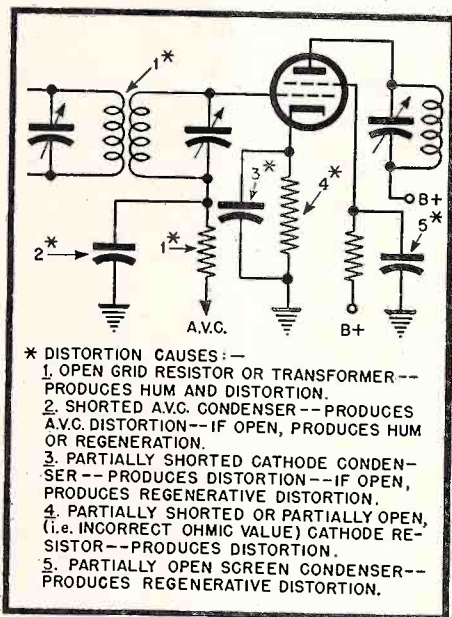 1*
3*
4*
5*
2*
1*
B+
A.V.C.
B+
* DISTORTION CAUSES:—
1. OPEN GRID RESISTOR OR TRANSFORMER--
PRODUCES HUM AND DISTORTION.
2. SHORTED A.V.C. CONDENSER--PRODUCES
A.V.C. DISTORTION--IF OPEN, PRODUCES HUM
OR REGENERATION.
3. PARTIALLY SHORTED CATHODE CONDEN-
SER-- PRODUCES DISTORTION--IF OPEN,
PRODUCES REGENERATIVE DISTORTION.
4. PARTIALLY SHORTED OR PARTIALLY OPEN,
(i.e. INCORRECT OHMIC VALUE) CATHODE RE-
SISTOR--PRODUCES DISTORTION.
5. PARTIALLY OPEN SCREEN CONDENSER--
PRODUCES REGENERATIVE DISTORTION.